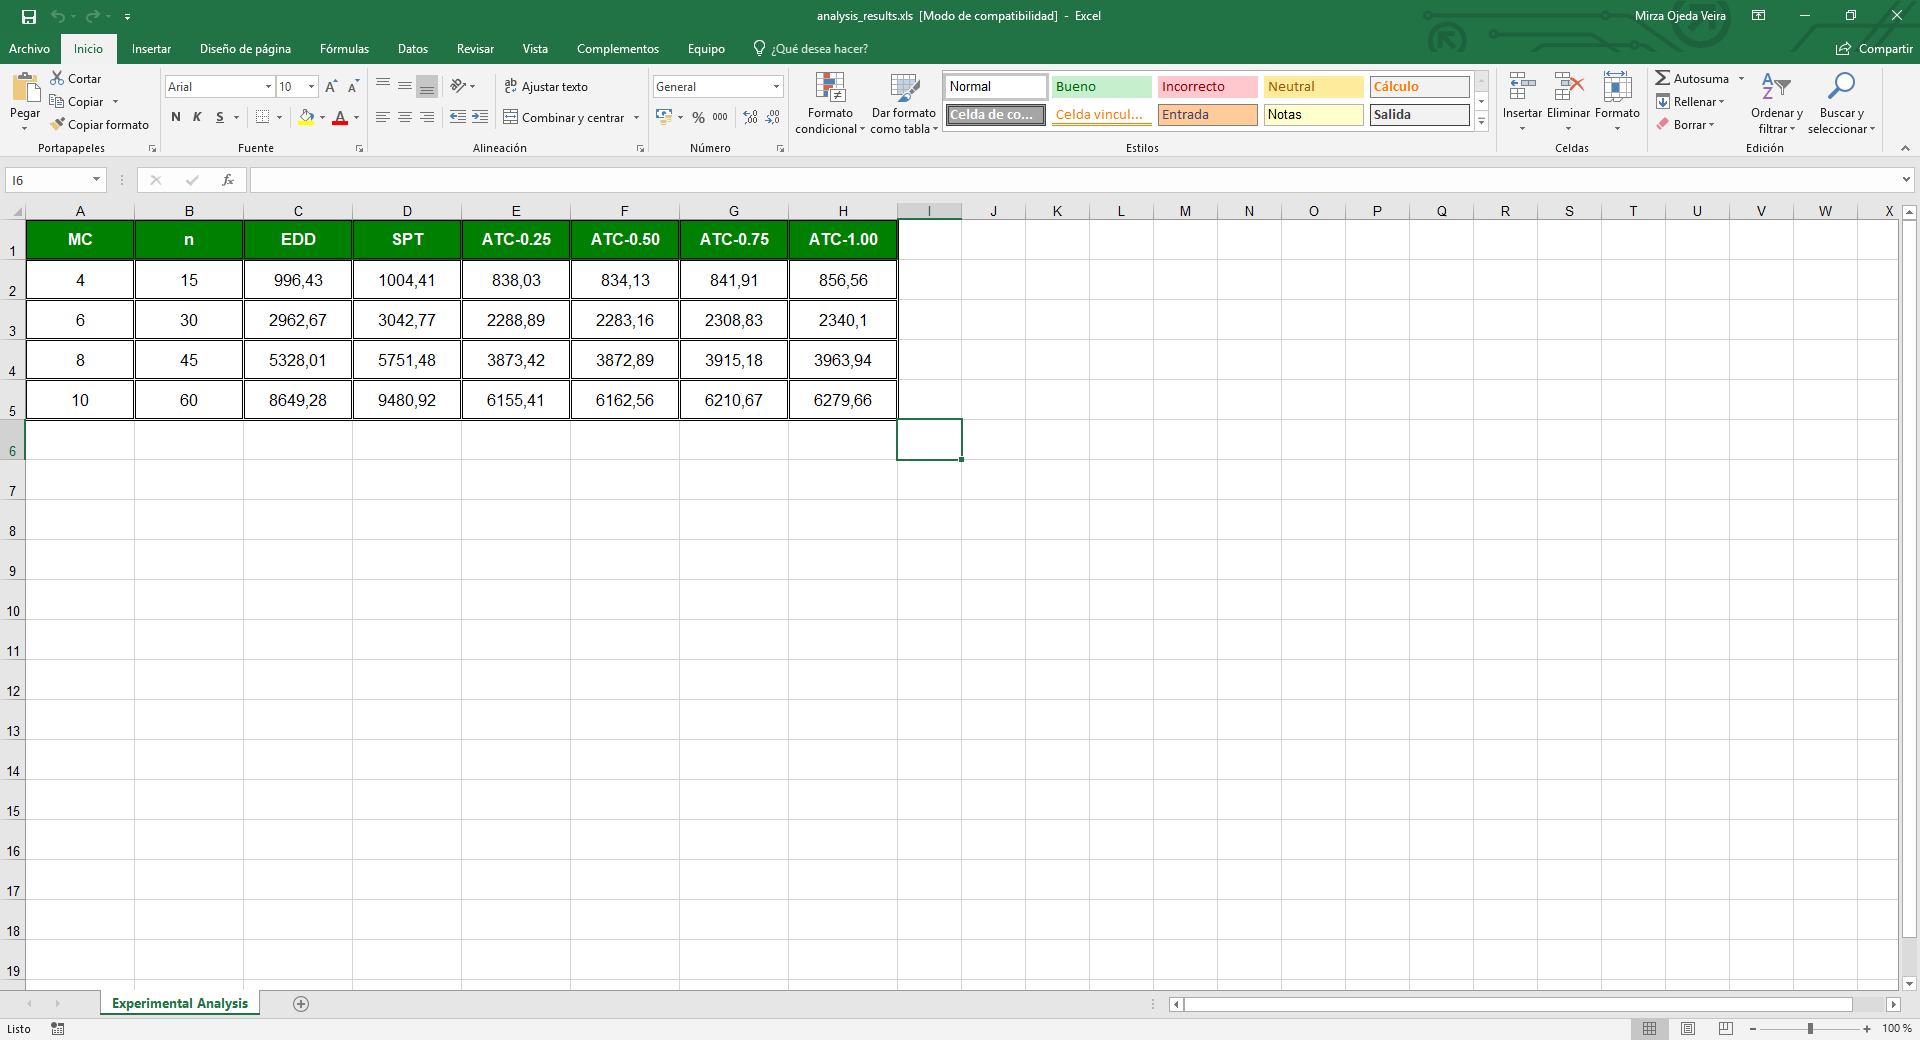 analysis_results.xls [Modo de compatibilidad] - Excel
Mirza Ojeda Veira
Archivo Inicio Insertar Diseño de página Fórmulas Datos Revisar Vista Complementos Equipo ¿Qué desea hacer? Compartir
Pegar
Cortar
Copiar
Copiar formato
Portapapeles
Arial 10
N K S
Fuente
Ajustar texto
Combinar y centrar
Alineación
General
% 000
Número
Formato condicional
Dar formato como tabla
Normal Bueno Incorrecto Neutral Cálculo
Celda de co... Celda vincul... Entrada Notas Salida
Estilos
Insertar Eliminar Formato
Celdas
Autosuma
Rellenar
Borrar
Ordenar y filtrar
Buscar y seleccionar
Edición
I6
fx
A B C D E F G H I J K L M N O P Q R S T U V W X
1 MC n EDD SPT ATC-0.25 ATC-0.50 ATC-0.75 ATC-1.00
2 4 15 996,43 1004,41 838,03 834,13 841,91 856,56
3 6 30 2962,67 3042,77 2288,89 2283,16 2308,83 2340,1
4 8 45 5328,01 5751,48 3873,42 3872,89 3915,18 3963,94
5 10 60 8649,28 9480,92 6155,41 6162,56 6210,67 6279,66
6
7
8
9
10
11
12
13
14
15
16
17
18
19
Experimental Analysis
Listo
100 %